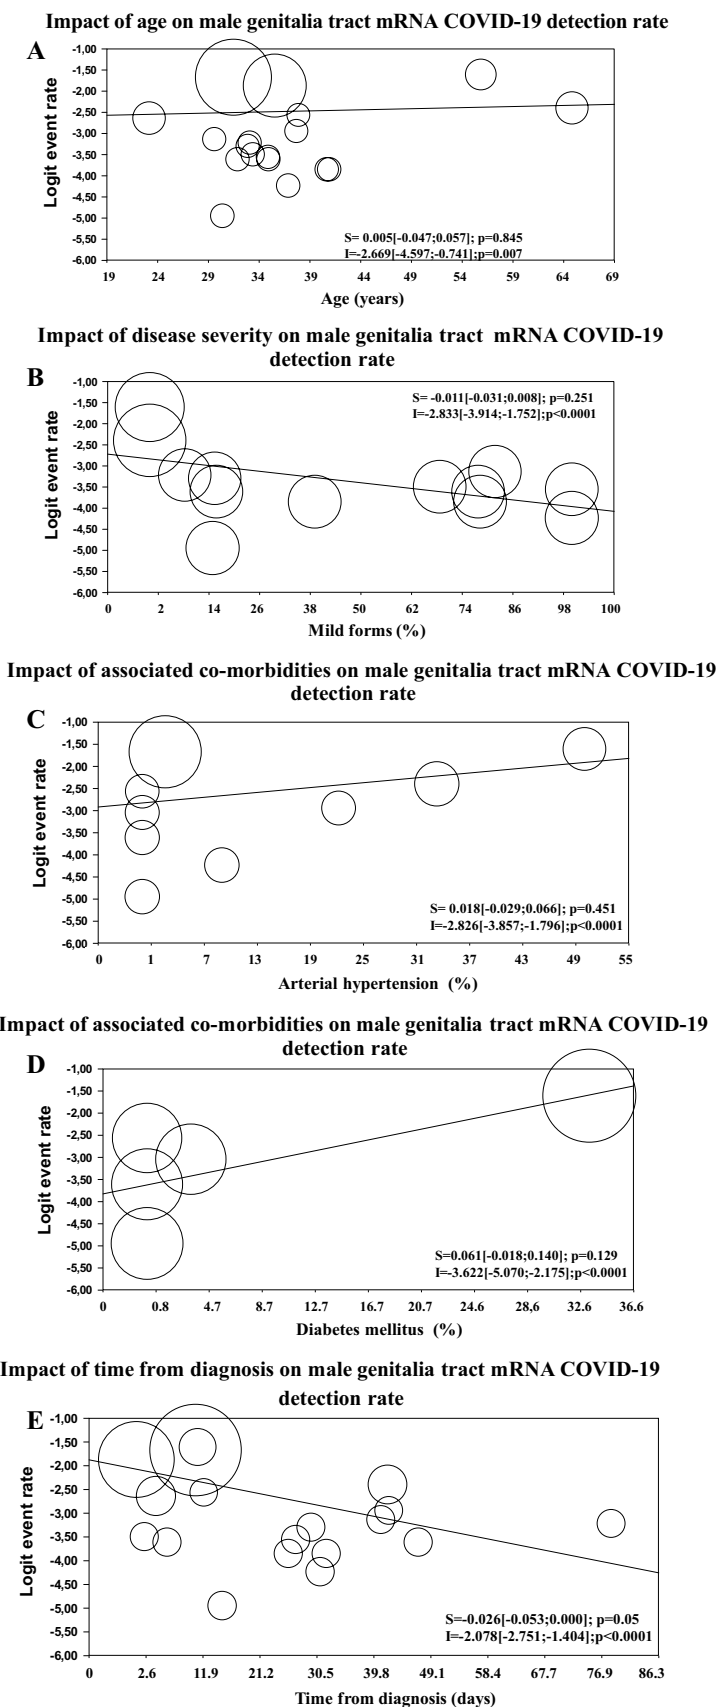 Impact of age on male genitalia tract mRNA COVID-19 detection rate
A
-1,00
-1,50
-2,00
-2,50
-3,00
-3,50
-4,00
-4,50
-5,00
-5,50
-6,00
Logit event rate
S= 0.005[-0.047;0.057]; p=0.845
I=-2.669[-4.597;-0.741];p=0.007
19 24 29 34 39 44 49 54 59 64 69
Age (years)
Impact of disease severity on male genitalia tract mRNA COVID-19
detection rate
B
-1,00
-1,50
-2,00
-2,50
-3,00
-3,50
-4,00
-4,50
-5,00
-5,50
-6,00
Logit event rate
S= -0.011[-0.031;0.008]; p=0.251
I=-2.833[-3.914;-1.752];p<0.0001
0 2 14 26 38 50 62 74 86 98 100
Mild forms (%)
Impact of associated co-morbidities on male genitalia tract mRNA COVID-19
detection rate
C
-1,00
-1,50
-2,00
-2,50
-3,00
-3,50
-4,00
-4,50
-5,00
-5,50
-6,00
Logit event rate
S= 0.018[-0.029;0.066]; p=0.451
I=-2.826[-3.857;-1.796];p<0.0001
0 1 7 13 19 25 31 37 43 49 55
Arterial hypertension (%)
Impact of associated co-morbidities on male genitalia tract mRNA COVID-19
detection rate
D
-1,00
-1,50
-2,00
-2,50
-3,00
-3,50
-4,00
-4,50
-5,00
-5,50
-6,00
Logit event rate
S=0.061[-0.018;0.140]; p=0.129
I=-3.622[-5.070;-2.175];p<0.0001
0 0.8 4.7 8.7 12.7 16.7 20.7 24.6 28,6 32.6 36.6
Diabetes mellitus (%)
Impact of time from diagnosis on male genitalia tract mRNA COVID-19
detection rate
E
-1,00
-1,50
-2,00
-2,50
-3,00
-3,50
-4,00
-4,50
-5,00
-5,50
-6,00
Logit event rate
S=-0.026[-0.053;0.000]; p=0.05
I=-2.078[-2.751;-1.404];p<0.0001
0 2.6 11.9 21.2 30.5 39.8 49.1 58.4 67.7 76.9 86.3
Time from diagnosis (days)